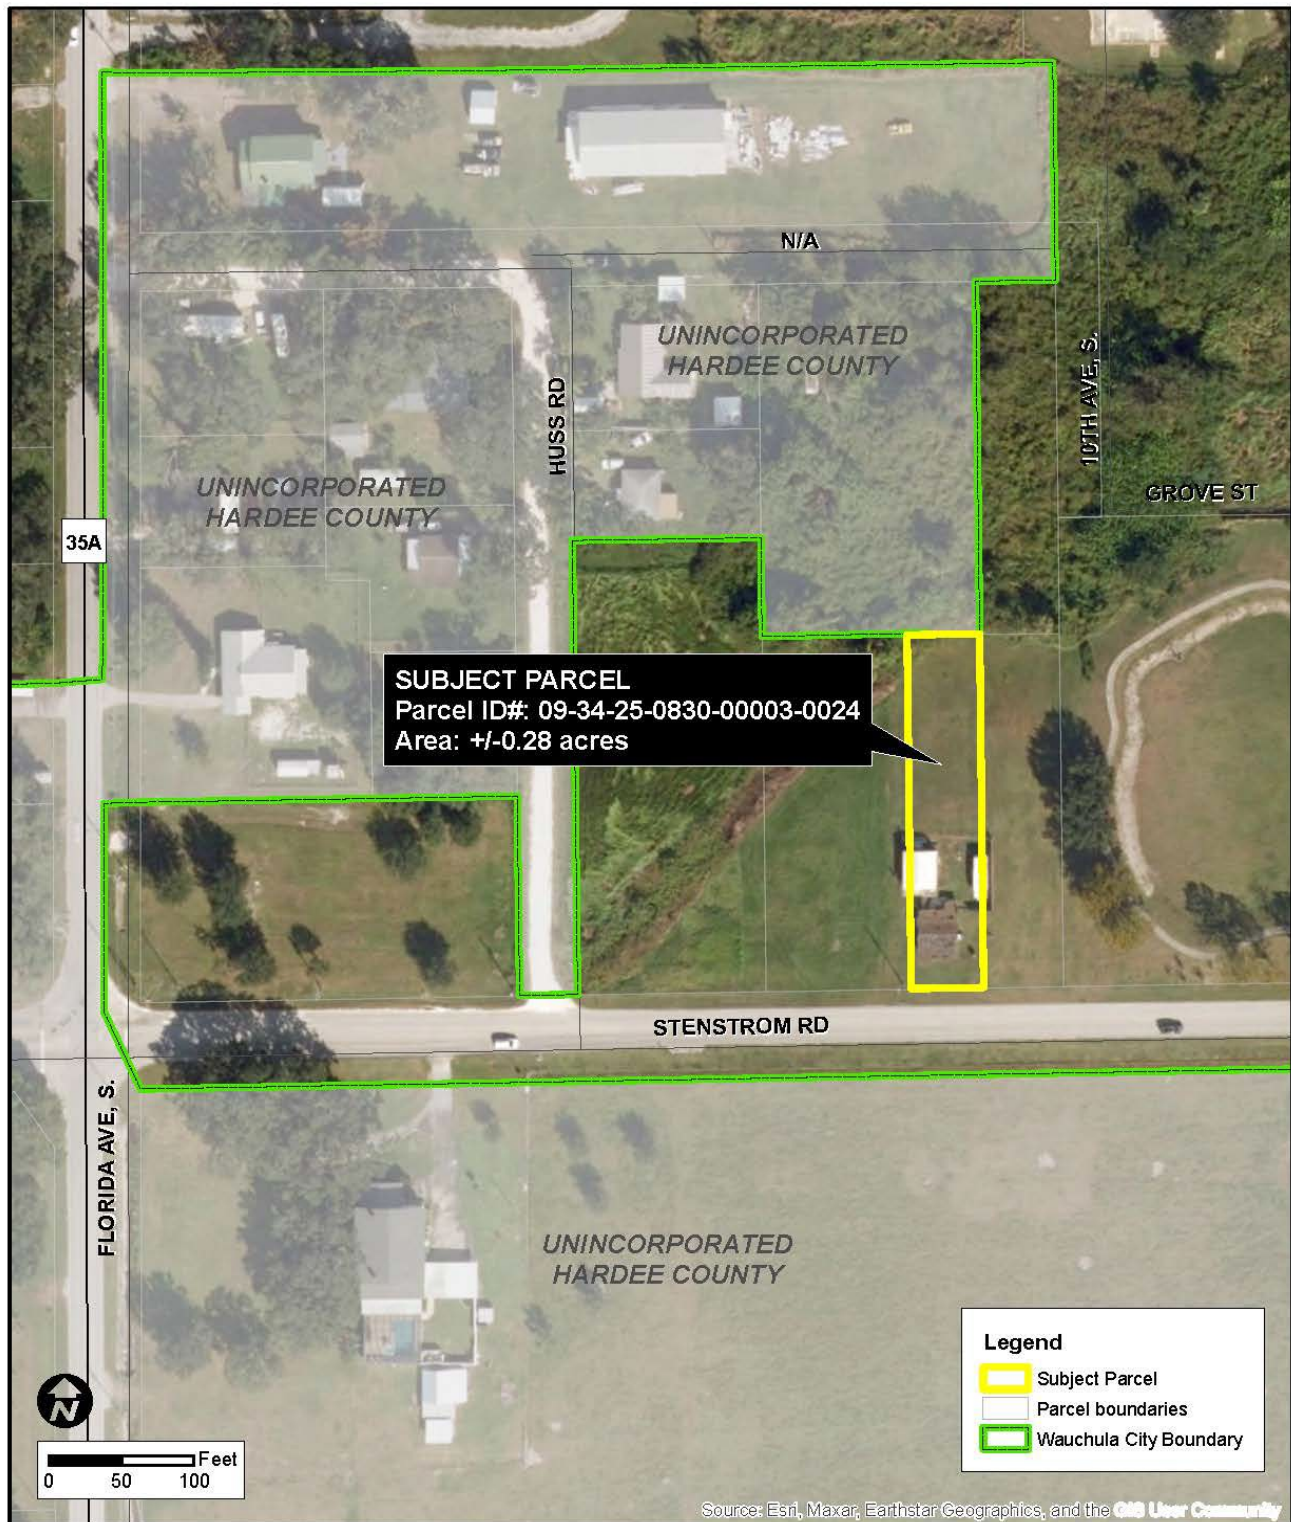 N/A
UNINCORPORATED
HARDEE COUNTY
10TH AVE, S.
HUSS RD
GROVE ST
UNINCORPORATED
HARDEE COUNTY
35A
SUBJECT PARCEL
Parcel ID#: 09-34-25-0830-00003-0024
Area: +/-0.28 acres
STENSTROM RD
FLORIDA AVE, S.
UNINCORPORATED
HARDEE COUNTY
Legend
Subject Parcel
Parcel boundaries
Wauchula City Boundary
N
Feet
0 50 100
Source: Esri, Maxar, Earthstar Geographics, and the GIS User Community